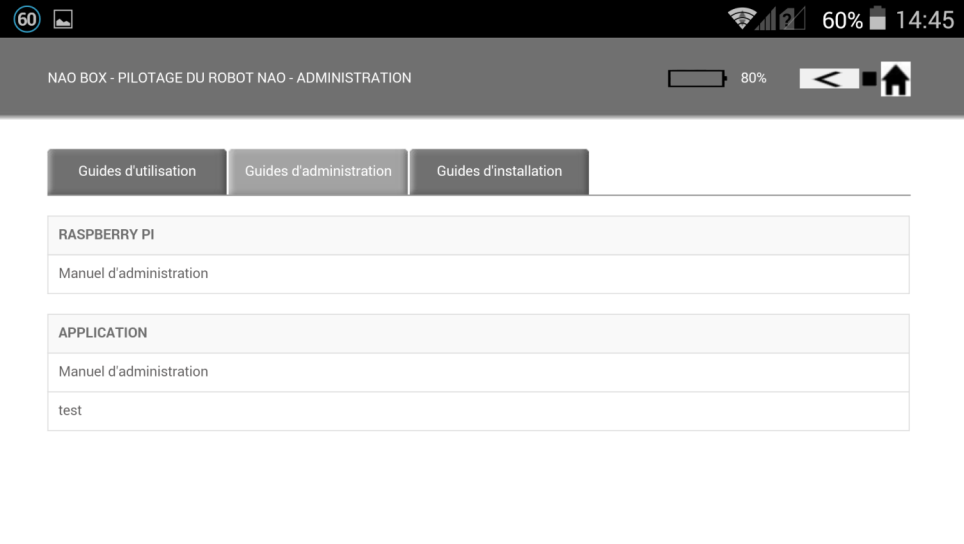 60
60% 14:45
NAO BOX - PILOTAGE DU ROBOT NAO - ADMINISTRATION 80%
Guides d'utilisation Guides d'administration Guides d'installation
RASPBERRY PI
Manuel d'administration
APPLICATION
Manuel d'administration
test